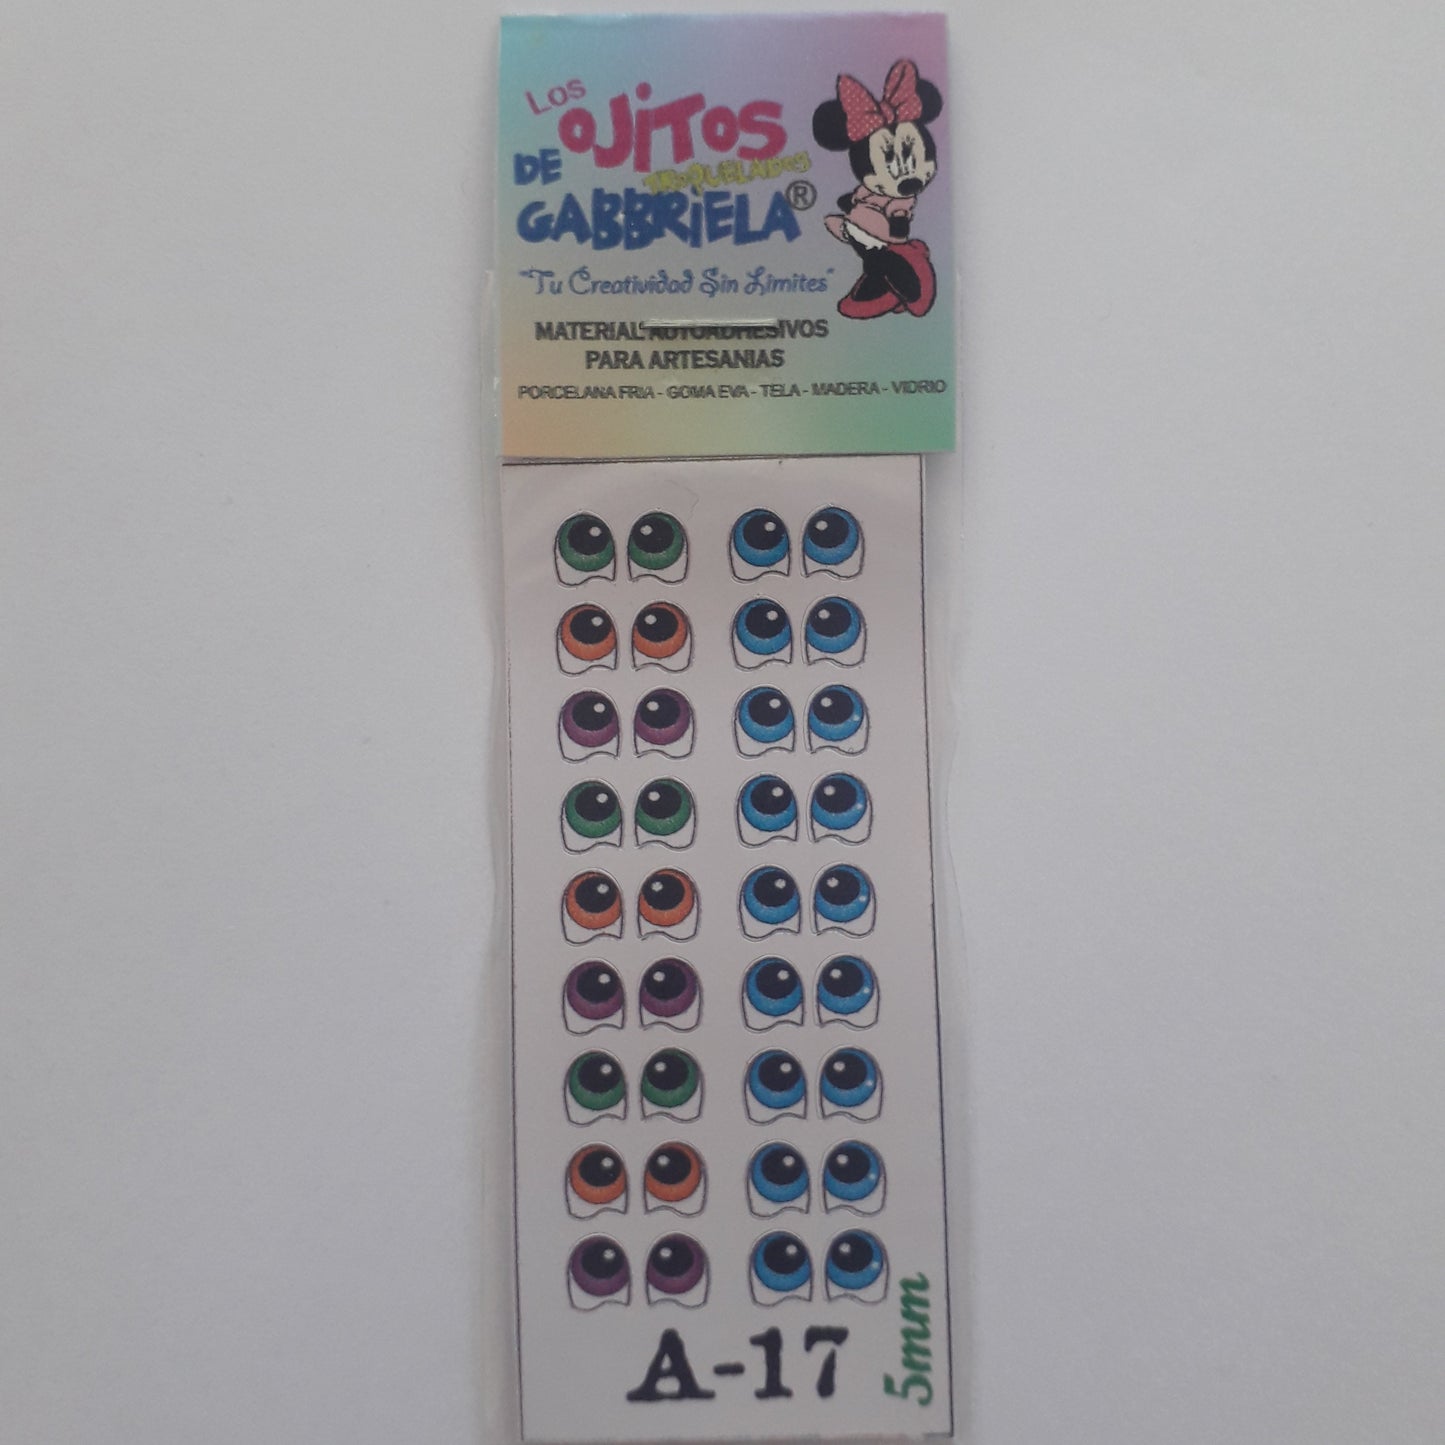 Los
OJiTos
TROQUELADOS
DE
GABBRiELA®
"Tu Creatividad Sin Límites"
MATERIAL AUTOADHESIVOS
PARA ARTESANIAS
PORCELANA FRIA - GOMA EVA - TELA - MADERA - VIDRIO
A-17
5mm